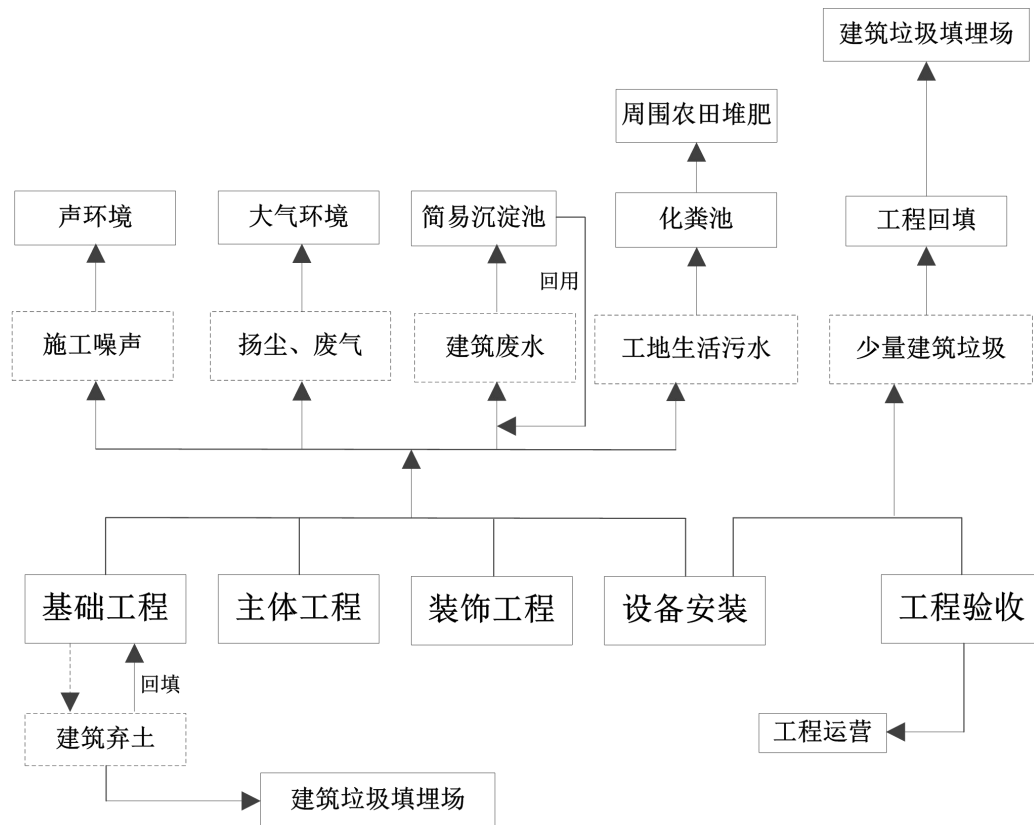 建筑垃圾填埋场
周围农田堆肥
声环境
大气环境
简易沉淀池
化粪池
工程回填
回用
施工噪声
扬尘、废气
建筑废水
工地生活污水
少量建筑垃圾
基础工程
主体工程
装饰工程
设备安装
工程验收
回填
建筑弃土
工程运营
建筑垃圾填埋场